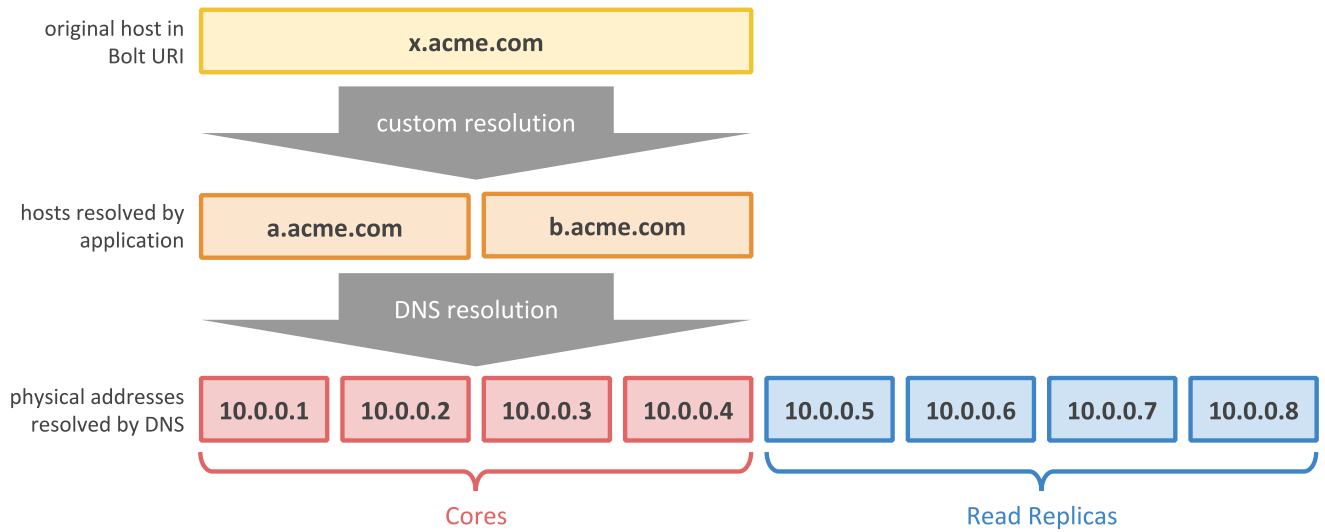 original host in
Bolt URI
x.acme.com
custom resolution
hosts resolved by
application
a.acme.com
b.acme.com
DNS resolution
physical addresses
resolved by DNS
10.0.0.1
10.0.0.2
10.0.0.3
10.0.0.4
10.0.0.5
10.0.0.6
10.0.0.7
10.0.0.8
Cores
Read Replicas